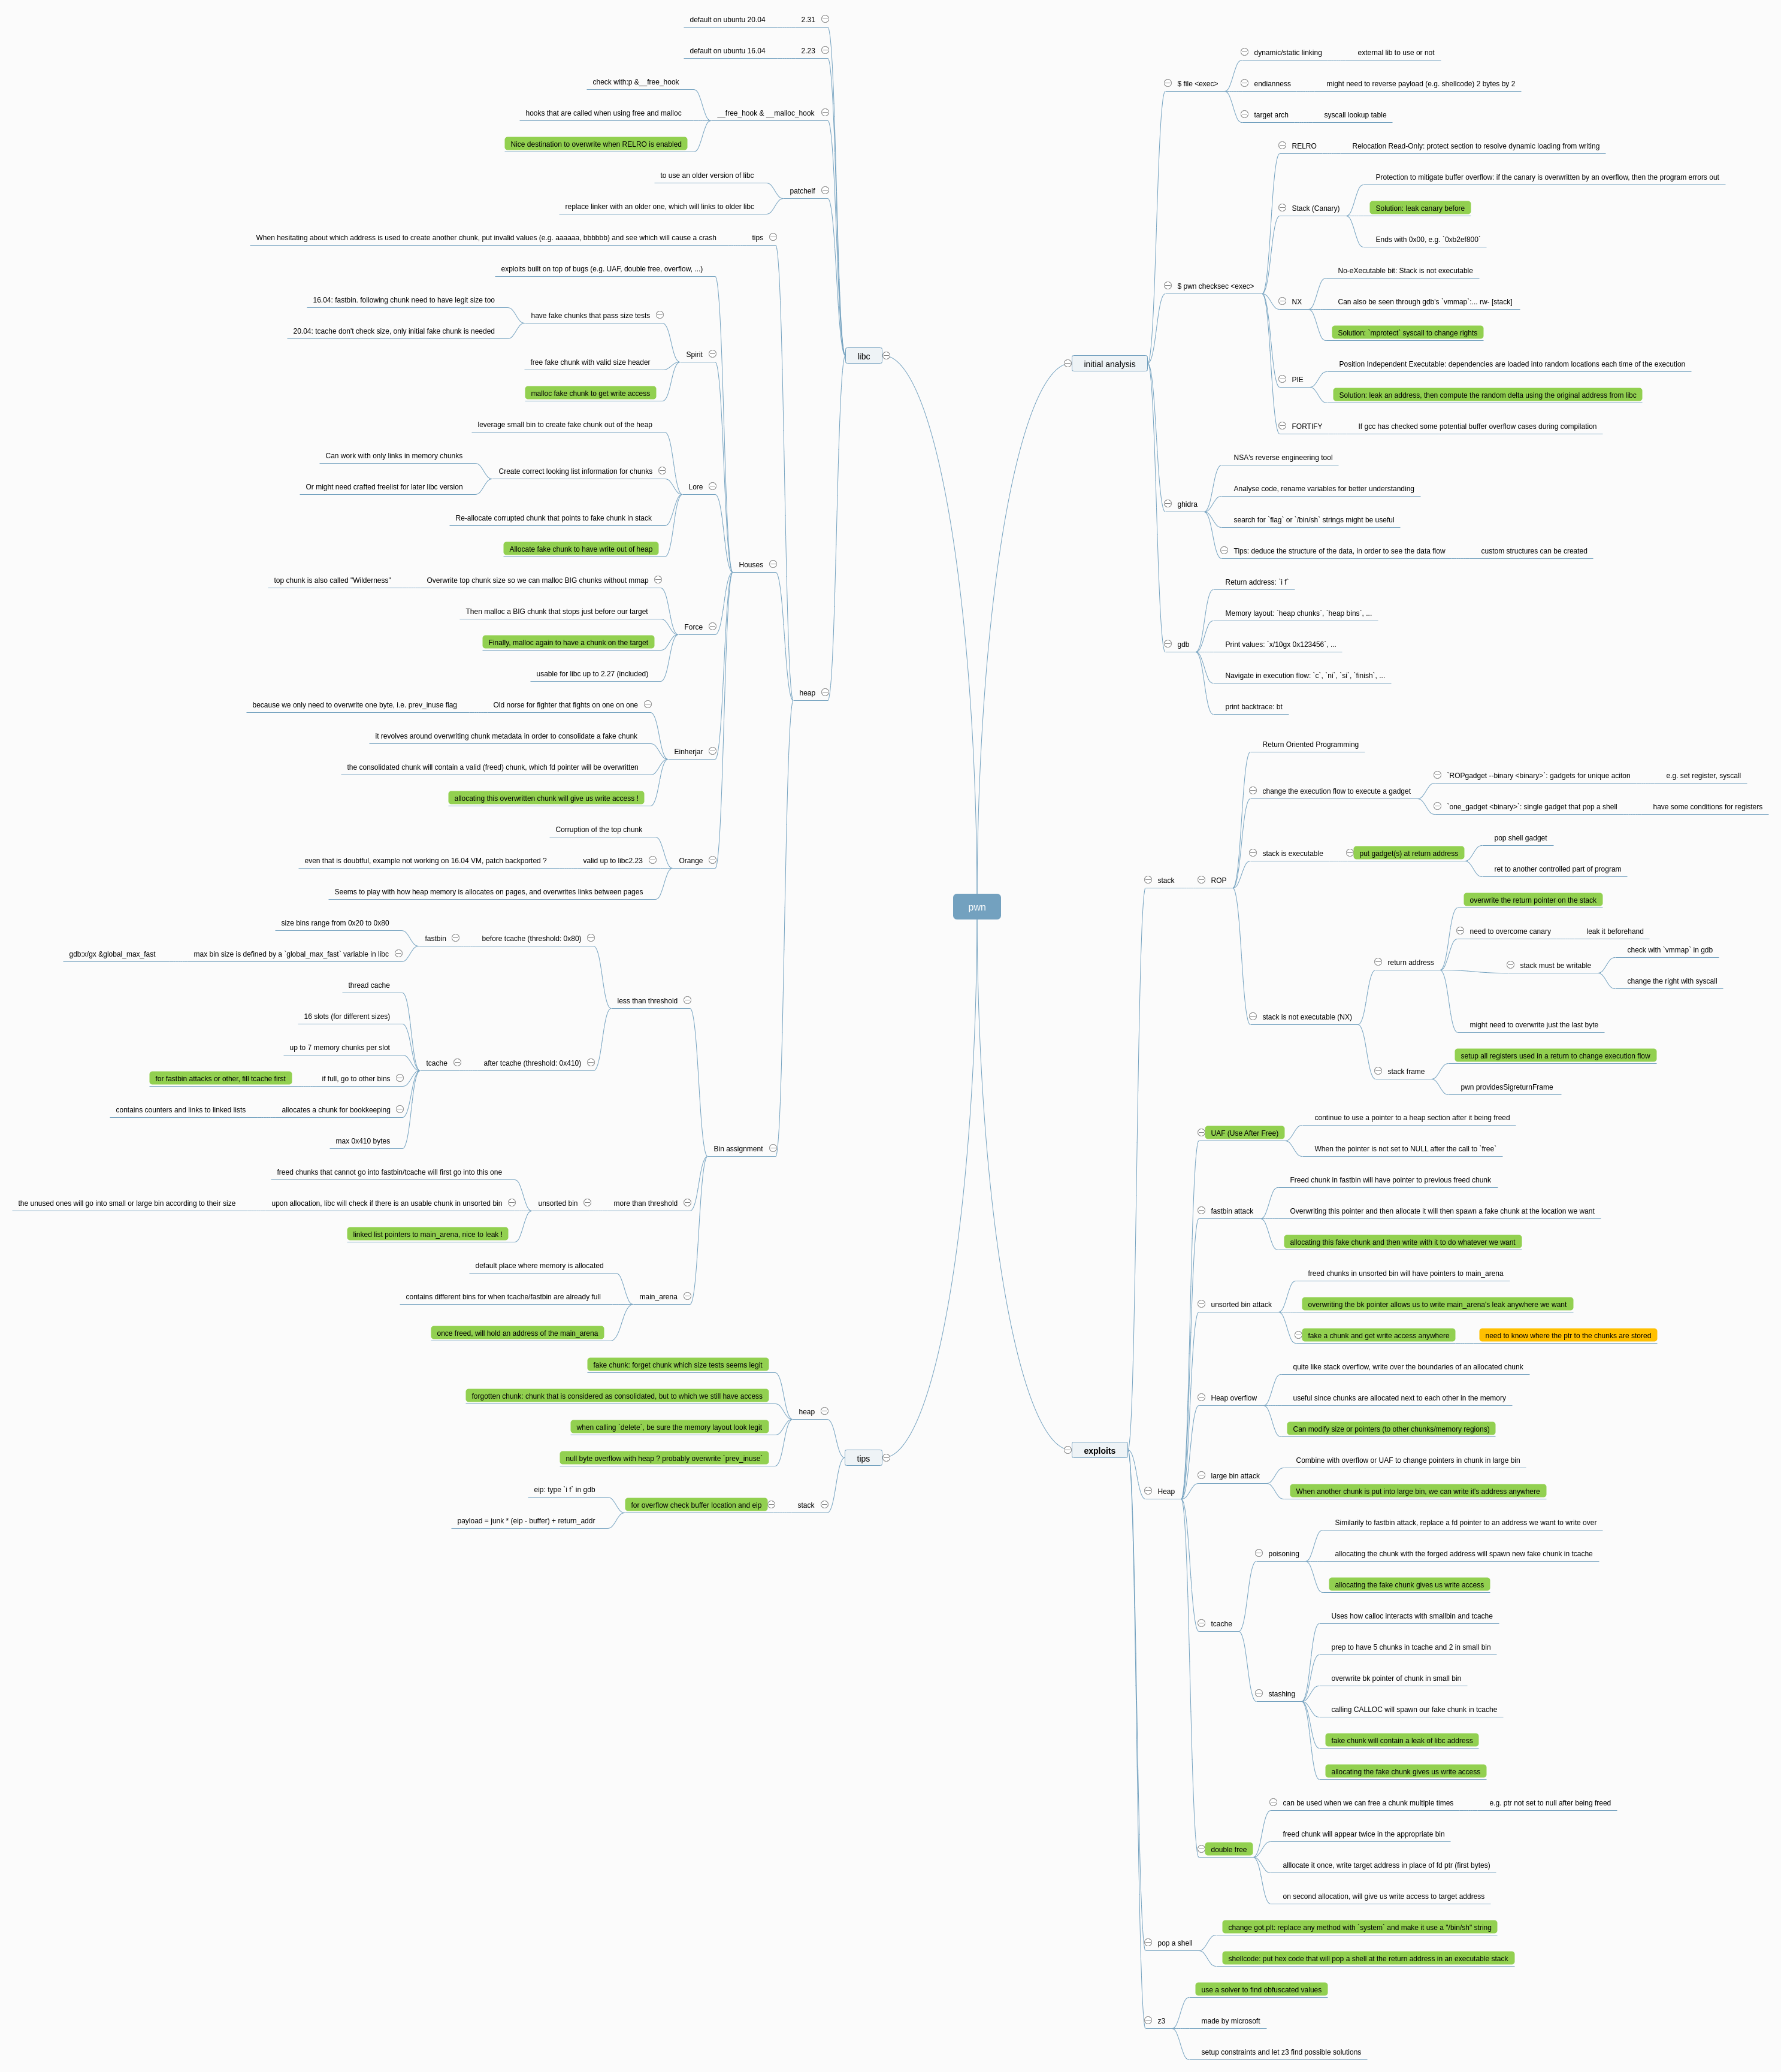 pwn
initial analysis
$ file <exec>
dynamic/static linking
external lib to use or not
endianness
might need to reverse payload (e.g. shellcode) 2 bytes by 2
target arch
syscall lookup table
$ pwn checksec <exec>
RELRO
Relocation Read-Only: protect section to resolve dynamic loading from writing
Stack (Canary)
Protection to mitigate buffer overflow: if the canary is overwritten by an overflow, then the program errors out
Solution: leak canary before
Ends with 0x00, e.g. `0xb2ef800`
NX
No-eXecutable bit: Stack is not executable
Can also be seen through gdb's `vmmap`:... rw- [stack]
Solution: `mprotect` syscall to change rights
PIE
Position Independent Executable: dependencies are loaded into random locations each time of the execution
Solution: leak an address, then compute the random delta using the original address from libc
FORTIFY
If gcc has checked some potential buffer overflow cases during compilation
ghidra
NSA's reverse engineering tool
Analyse code, rename variables for better understanding
search for `flag` or `/bin/sh` strings might be useful
Tips: deduce the structure of the data, in order to see the data flow
custom structures can be created
gdb
Return address: `i f`
Memory layout: `heap chunks`, `heap bins`, ...
Print values: `x/10gx 0x123456`, ...
Navigate in execution flow: `c`, `ni`, `si`, `finish`, ...
print backtrace: bt
exploits
stack
ROP
Return Oriented Programming
change the execution flow to execute a gadget
`ROPgadget --binary <binary>`: gadgets for unique aciton
e.g. set register, syscall
`one_gadget <binary>`: single gadget that pop a shell
have some conditions for registers
stack is executable
put gadget(s) at return address
pop shell gadget
ret to another controlled part of program
stack is not executable (NX)
return address
overwrite the return pointer on the stack
need to overcome canary
leak it beforehand
stack must be writable
check with `vmmap` in gdb
change the right with syscall
might need to overwrite just the last byte
stack frame
setup all registers used in a return to change execution flow
pwn providesSigreturnFrame
Heap
UAF (Use After Free)
continue to use a pointer to a heap section after it being freed
When the pointer is not set to NULL after the call to `free`
fastbin attack
Freed chunk in fastbin will have pointer to previous freed chunk
Overwriting this pointer and then allocate it will then spawn a fake chunk at the location we want
allocating this fake chunk and then write with it to do whatever we want
unsorted bin attack
freed chunks in unsorted bin will have pointers to main_arena
overwriting the bk pointer allows us to write main_arena's leak anywhere we want
fake a chunk and get write access anywhere
need to know where the ptr to the chunks are stored
Heap overflow
quite like stack overflow, write over the boundaries of an allocated chunk
useful since chunks are allocated next to each other in the memory
Can modify size or pointers (to other chunks/memory regions)
large bin attack
Combine with overflow or UAF to change pointers in chunk in large bin
When another chunk is put into large bin, we can write it's address anywhere
tcache
poisoning
Similarily to fastbin attack, replace a fd pointer to an address we want to write over
allocating the chunk with the forged address will spawn new fake chunk in tcache
allocating the fake chunk gives us write access
stashing
Uses how calloc interacts with smallbin and tcache
prep to have 5 chunks in tcache and 2 in small bin
overwrite bk pointer of chunk in small bin
calling CALLOC will spawn our fake chunk in tcache
fake chunk will contain a leak of libc address
allocating the fake chunk gives us write access
double free
can be used when we can free a chunk multiple times
e.g. ptr not set to null after being freed
freed chunk will appear twice in the appropriate bin
alllocate it once, write target address in place of fd ptr (first bytes)
on second allocation, will give us write access to target address
pop a shell
change got.plt: replace any method with `system` and make it use a "/bin/sh" string
shellcode: put hex code that will pop a shell at the return address in an executable stack
z3
use a solver to find obfuscated values
made by microsoft
setup constraints and let z3 find possible solutions
libc
2.31
default on ubuntu 20.04
2.23
default on ubuntu 16.04
__free_hook & __malloc_hook
check with:p &__free_hook
hooks that are called when using free and malloc
Nice destination to overwrite when RELRO is enabled
patchelf
to use an older version of libc
replace linker with an older one, which will links to older libc
heap
tips
When hesitating about which address is used to create another chunk, put invalid values (e.g. aaaaaa, bbbbbb) and see which will cause a crash
Houses
exploits built on top of bugs (e.g. UAF, double free, overflow, ...)
Spirit
have fake chunks that pass size tests
16.04: fastbin. following chunk need to have legit size too
20.04: tcache don't check size, only initial fake chunk is needed
free fake chunk with valid size header
malloc fake chunk to get write access
Lore
leverage small bin to create fake chunk out of the heap
Create correct looking list information for chunks
Can work with only links in memory chunks
Or might need crafted freelist for later libc version
Re-allocate corrupted chunk that points to fake chunk in stack
Allocate fake chunk to have write out of heap
Force
Overwrite top chunk size so we can malloc BIG chunks without mmap
top chunk is also called "Wilderness"
Then malloc a BIG chunk that stops just before our target
Finally, malloc again to have a chunk on the target
usable for libc up to 2.27 (included)
Einherjar
Old norse for fighter that fights on one on one
because we only need to overwrite one byte, i.e. prev_inuse flag
it revolves around overwriting chunk metadata in order to consolidate a fake chunk
the consolidated chunk will contain a valid (freed) chunk, which fd pointer will be overwritten
allocating this overwritten chunk will give us write access !
Orange
Corruption of the top chunk
valid up to libc2.23
even that is doubtful, example not working on 16.04 VM, patch backported ?
Seems to play with how heap memory is allocates on pages, and overwrites links between pages
Bin assignment
less than threshold
before tcache (threshold: 0x80)
fastbin
size bins range from 0x20 to 0x80
max bin size is defined by a `global_max_fast` variable in libc
gdb:x/gx &global_max_fast
after tcache (threshold: 0x410)
tcache
thread cache
16 slots (for different sizes)
up to 7 memory chunks per slot
if full, go to other bins
for fastbin attacks or other, fill tcache first
allocates a chunk for bookkeeping
contains counters and links to linked lists
max 0x410 bytes
more than threshold
unsorted bin
freed chunks that cannot go into fastbin/tcache will first go into this one
upon allocation, libc will check if there is an usable chunk in unsorted bin
the unused ones will go into small or large bin according to their size
linked list pointers to main_arena, nice to leak !
main_arena
default place where memory is allocated
contains different bins for when tcache/fastbin are already full
once freed, will hold an address of the main_arena
tips
heap
fake chunk: forget chunk which size tests seems legit
forgotten chunk: chunk that is considered as consolidated, but to which we still have access
when calling `delete`, be sure the memory layout look legit
null byte overflow with heap ? probably overwrite `prev_inuse`
stack
for overflow check buffer location and eip
eip: type `i f` in gdb
payload = junk * (eip - buffer) + return_addr